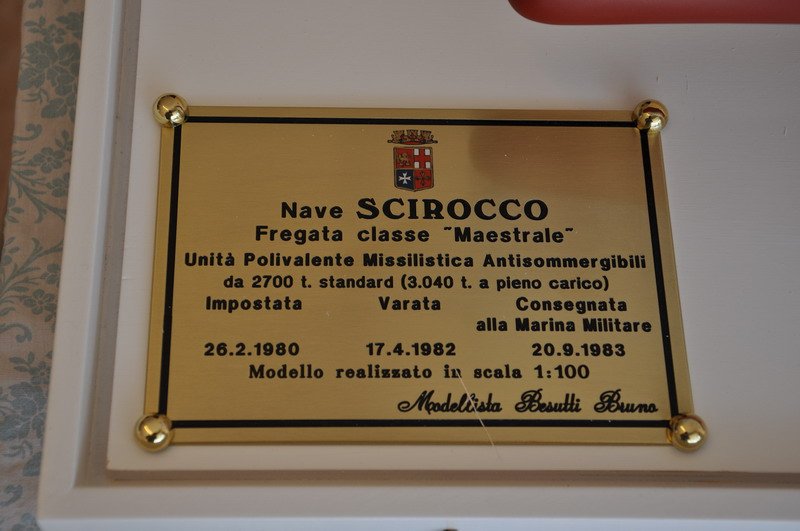 Nave SCIROCCO
Fregata classe "Maestrale"
Unità Polivalente Missilistica Antisommergibili
da 2700 t. standard (3.040 t. a pieno carico)
Impostata Varata Consegnata
alla Marina Militare
26.2.1980 17.4.1982 20.9.1983
Modello realizzato in scala 1:100
Modellista Besutti Bruno